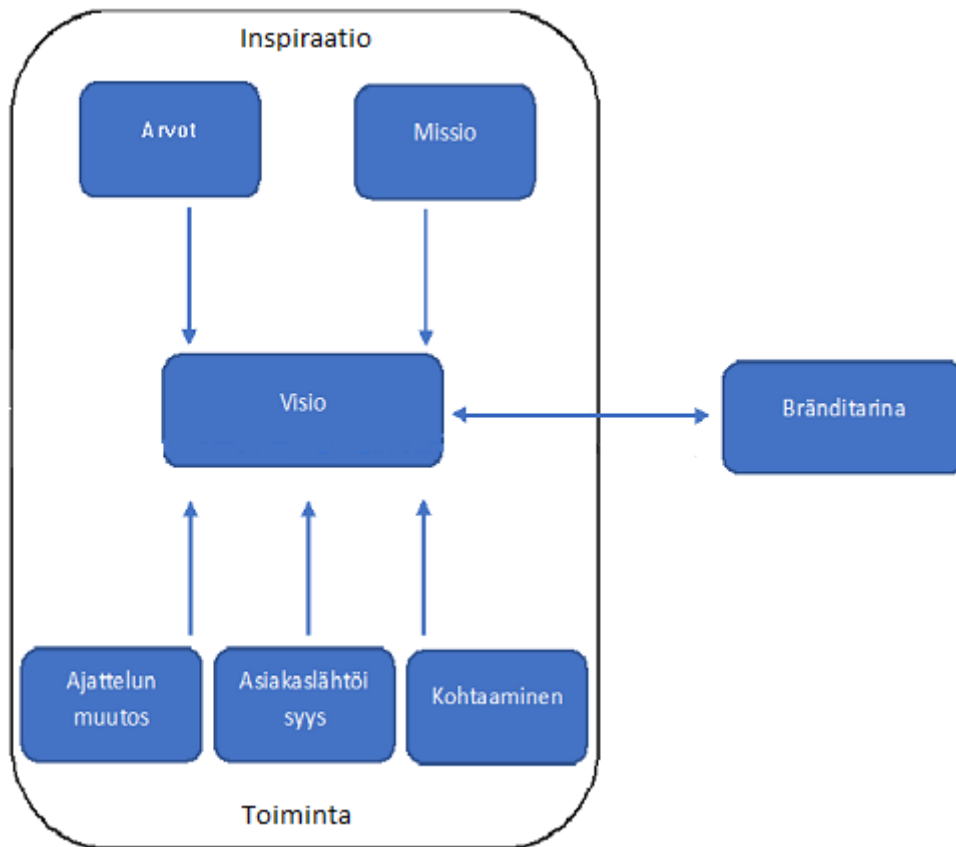 Inspiraatio
Arvot
Missio
Visio
Bränditarina
Ajattelun
muutos
Asiakaslähtöi
syys
Kohtaaminen
Toiminta